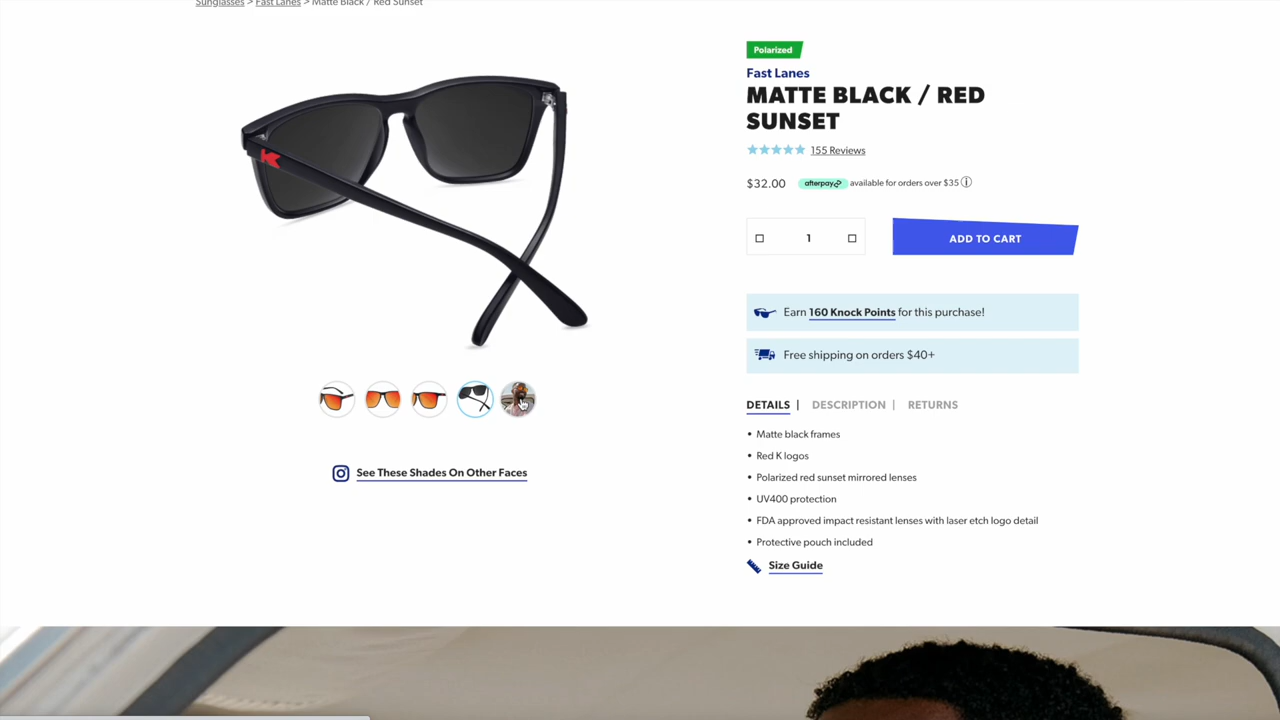 Sunglasses > Fast Lanes > Matte Black / Red Sunset
Polarized
Fast Lanes
MATTE BLACK / RED
SUNSET
155 Reviews
$32.00 afterpay available for orders over $35
1
ADD TO CART
Earn 160 Knock Points for this purchase!
Free shipping on orders $40+
DETAILS | DESCRIPTION | RETURNS
• Matte black frames
• Red K logos
• Polarized red sunset mirrored lenses
• UV400 protection
• FDA approved impact resistant lenses with laser etch logo detail
• Protective pouch included
Size Guide
See These Shades On Other Faces